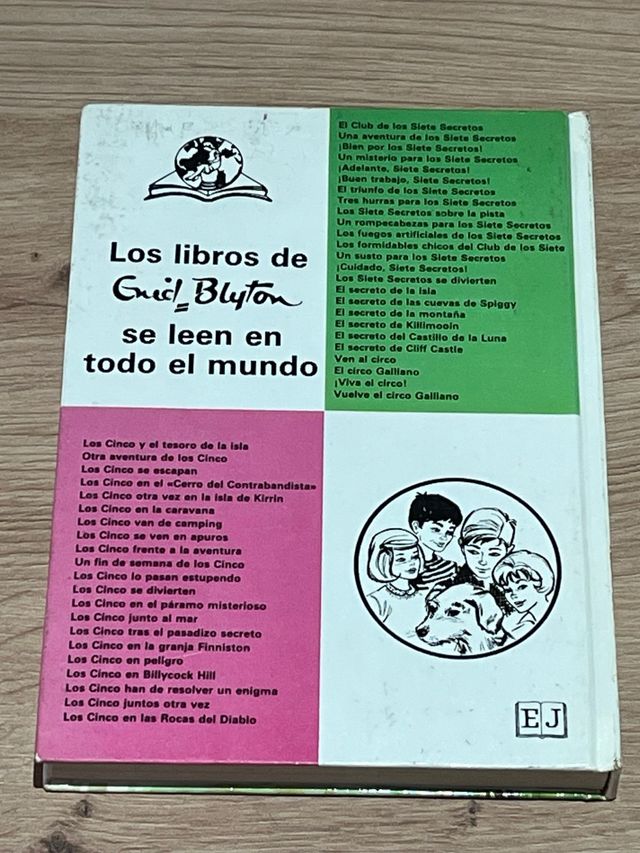 Los libros de
Enid Blyton
se leen en
todo el mundo
El Club de los Siete Secretos
Una aventura de los Siete Secretos
¡Bien por los Siete Secretos!
Un misterio para los Siete Secretos
¡Adelante, Siete Secretos!
¡Buen trabajo, Siete Secretos!
El triunfo de los Siete Secretos
Tres hurras para los Siete Secretos
Los Siete Secretos sobre la pista
Un rompecabezas para los Siete Secretos
Los fuegos artificiales de los Siete Secretos
Los formidables chicos del Club de los Siete
Un susto para los Siete Secretos
¡Cuidado, Siete Secretos!
Los Siete Secretos se divierten
El secreto de la isla
El secreto de las cuevas de Spiggy
El secreto de la montaña
El secreto de Killimooin
El secreto del Castillo de la Luna
El secreto de Cliff Castle
Ven al circo
El circo Galliano
¡Viva el circo!
Vuelve el circo Galliano
Los Cinco y el tesoro de la isla
Otra aventura de los Cinco
Los Cinco se escapan
Los Cinco en el «Cerro del Contrabandista»
Los Cinco otra vez en la isla de Kirrin
Los Cinco en la caravana
Los Cinco van de camping
Los Cinco se ven en apuros
Los Cinco frente a la aventura
Un fin de semana de los Cinco
Los Cinco lo pasan estupendo
Los Cinco se divierten
Los Cinco en el páramo misterioso
Los Cinco junto al mar
Los Cinco tras el pasadizo secreto
Los Cinco en la granja Finniston
Los Cinco en peligro
Los Cinco en Billycock Hill
Los Cinco han de resolver un enigma
Los Cinco juntos otra vez
Los Cinco en las Rocas del Diablo
EJ